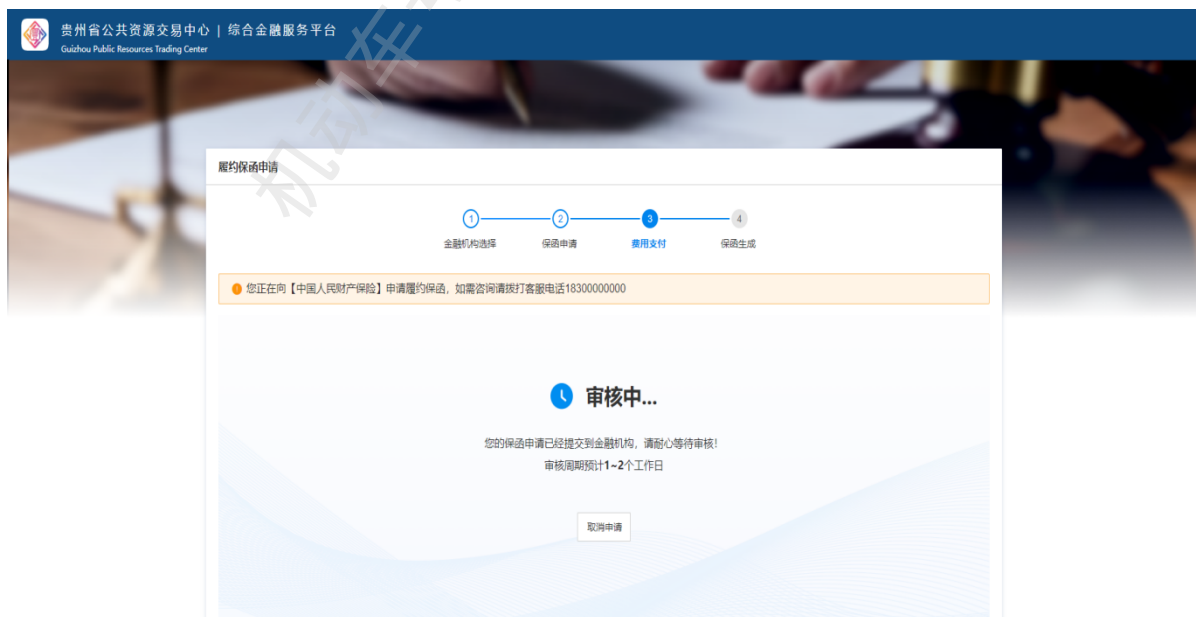 贵州省公共资源交易中心 | 综合金融服务平台
Guizhou Public Resources Trading Center
机动车
履约保函申请
1 2 3 4
金融机构选择 保函申请 费用支付 保函生成
您正在向【中国人民财产保险】申请履约保函，如需咨询请拨打客服电话18300000000
审核中...
您的保函申请已经提交到金融机构，请耐心等待审核！
审核周期预计1~2个工作日
取消申请